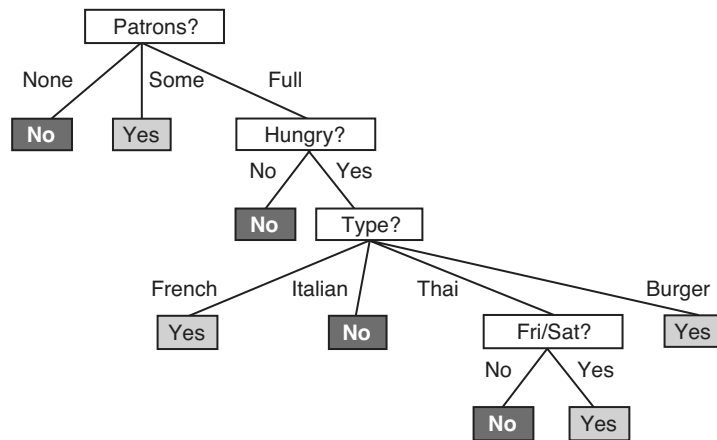 Patrons?
None Some Full
No Yes Hungry?
No Yes
No Type?
French Italian Thai Burger
Yes No Fri/Sat? Yes
No Yes
No Yes